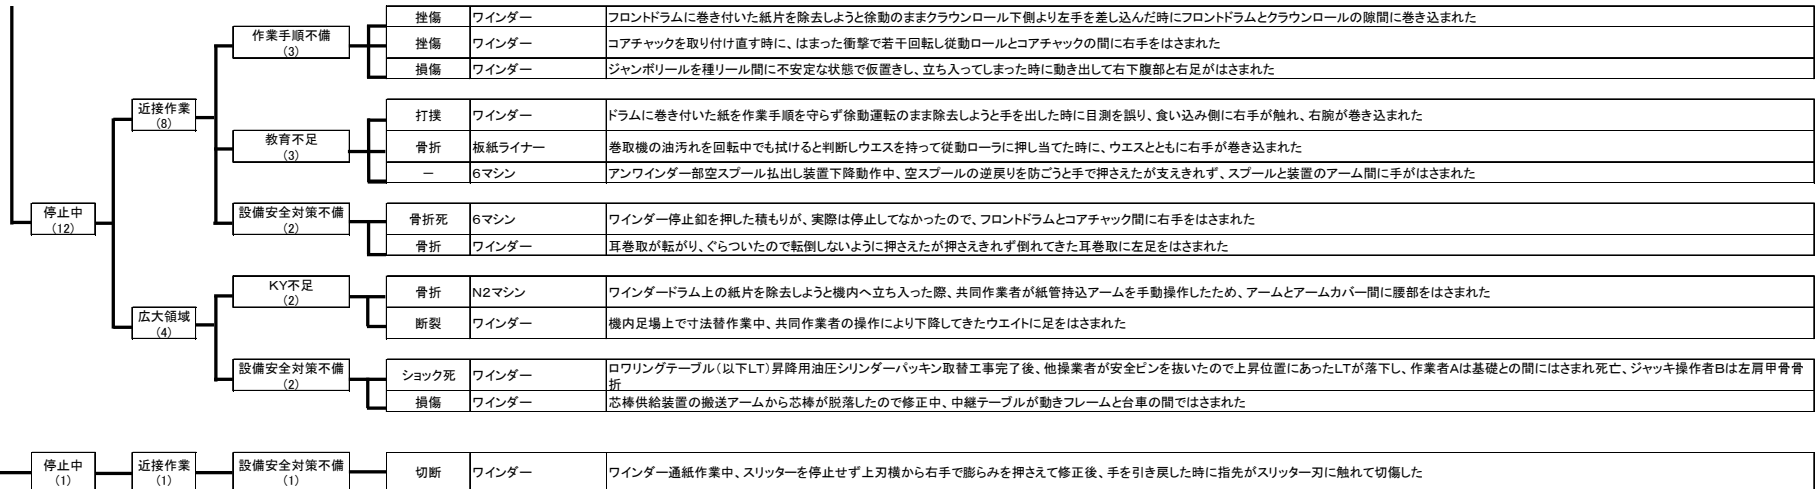 挫傷 ワインダー フロントドラムに巻き付いた紙片を除去しようと徐動のままクラウンロール下側より左手を差し込んだ時にフロントドラムとクラウンロールの隙間に巻き込まれた
作業手順不備
(3)
挫傷 ワインダー コアチャックを取り付け直す時に、はまった衝撃で若干回転し従動ロールとコアチャックの間に右手をはさまれた
損傷 ワインダー ジャンボリールを種リール間に不安定な状態で仮置きし、立ち入ってしまった時に動き出して右下腹部と右足がはさまれた
近接作業
(8)
打撲 ワインダー ドラムに巻き付いた紙を作業手順を守らず徐動運転のまま除去しようと手を出した時に目測を誤り、食い込み側に右手が触れ、右腕が巻き込まれた
教育不足
(3)
骨折 板紙ライナー 巻取機の油汚れを回転中でも拭けると判断しウエスを持って従動ローラに押し当てた時に、ウエスとともに右手が巻き込まれた
－ 6マシン アンワインダー部空スプール払出し装置下降動作中、空スプールの逆戻りを防ごうと手で押さえたが支えきれず、スプールと装置のアーム間に手がはさまれた
停止中
(12)
設備安全対策不備
(2)
骨折死 6マシン ワインダー停止釦を押した積もりが、実際は停止してなかったので、フロントドラムとコアチャック間に右手をはさまれた
骨折 ワインダー 耳巻取が転がり、ぐらついたので転倒しないように押さえたが押さえきれず倒れてきた耳巻取に左足をはさまれた
KY不足
(2)
骨折 N2マシン ワインダードラム上の紙片を除去しようと機内へ立ち入った際、共同作業者が紙管持込アームを手動操作したため、アームとアームカバー間に腰部をはさまれた
広大領域
(4)
断裂 ワインダー 機内足場上で寸法替作業中、共同作業者の操作により下降してきたウエイトに足をはさまれた
設備安全対策不備
(2)
ショック死 ワインダー ロワリングテーブル(以下LT)昇降用油圧シリンダーパッキン取替工事完了後、他操業者が安全ピンを抜いたので上昇位置にあったLTが落下し、作業者Aは基礎との間にはさまれ死亡、ジャッキ操作者Bは左肩甲骨骨
折
損傷 ワインダー 芯棒供給装置の搬送アームから芯棒が脱落したので修正中、中継テーブルが動きフレームと台車の間ではさまれた
停止中
(1)
近接作業
(1)
設備安全対策不備
(1)
切断 ワインダー ワインダー通紙作業中、スリッターを停止せず上刃横から右手で膨らみを押さえて修正後、手を引き戻した時に指先がスリッター刃に触れて切傷した